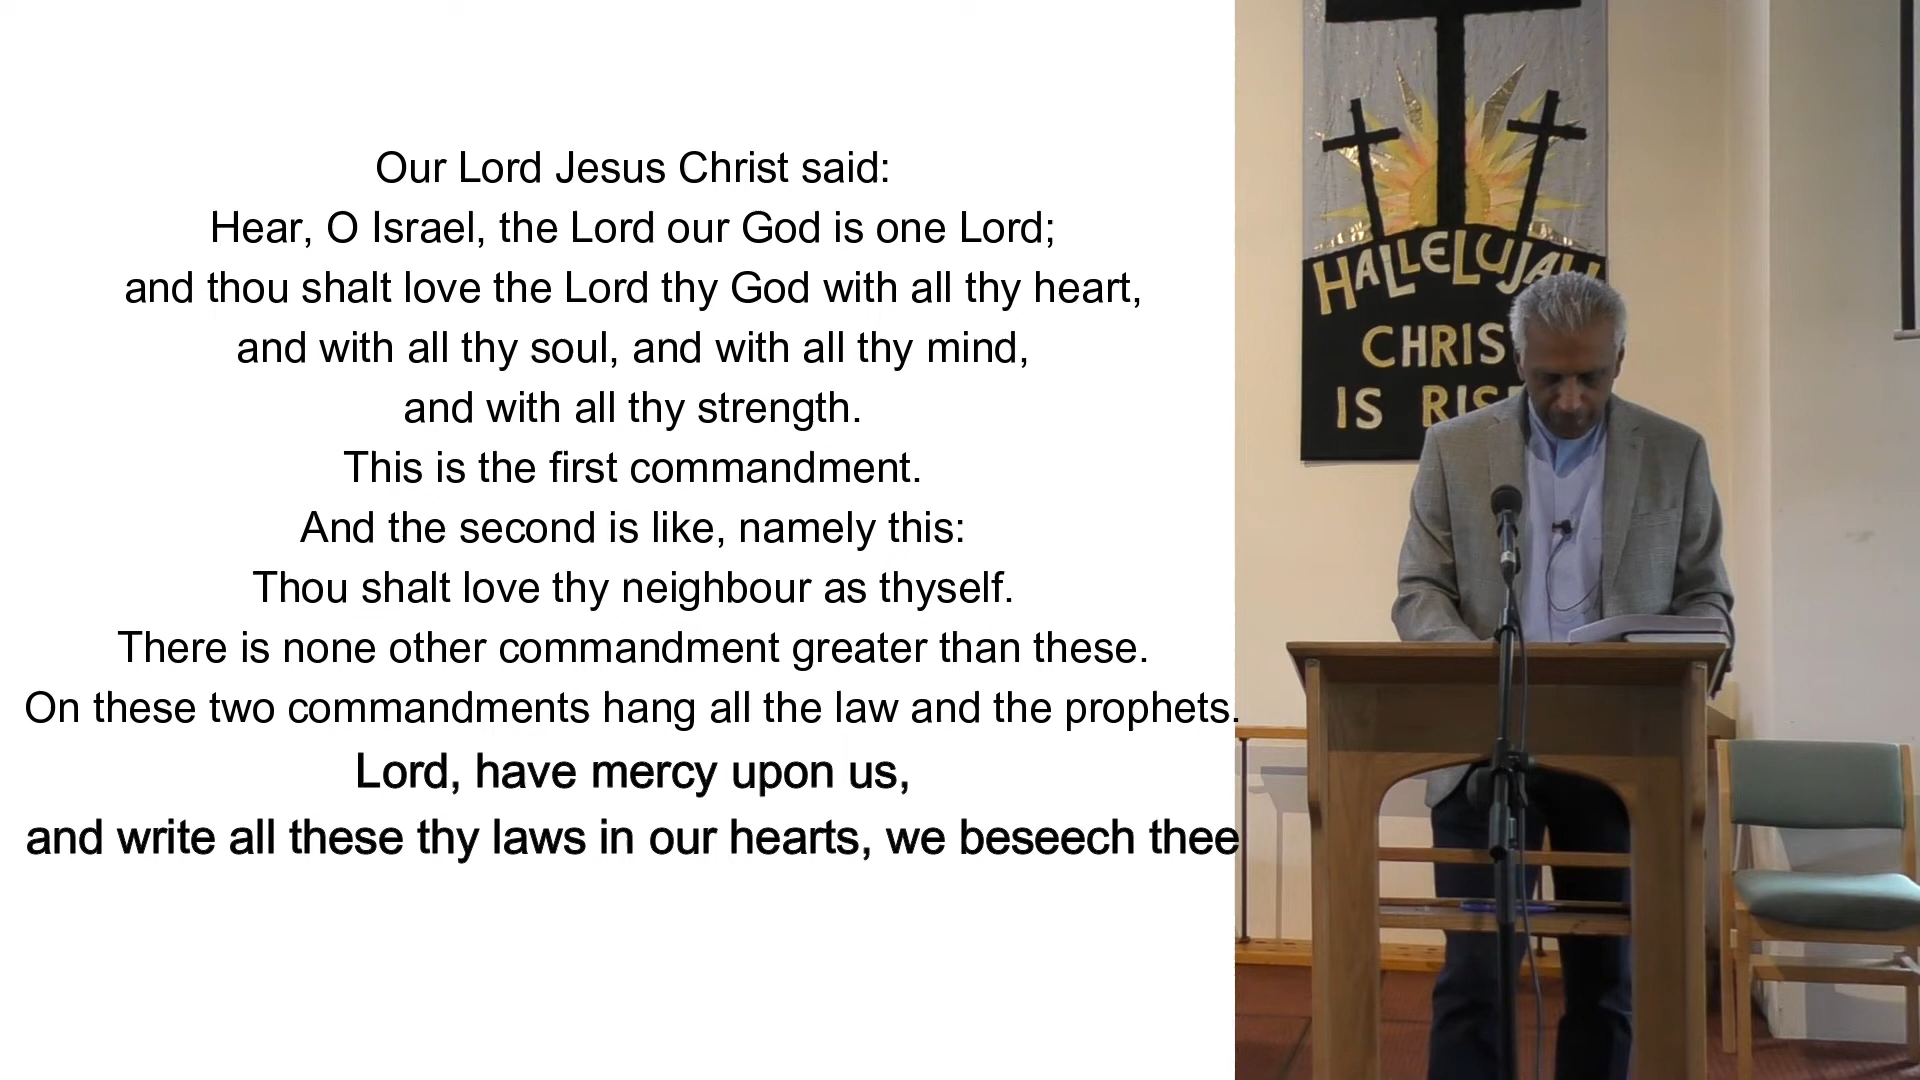 Our Lord Jesus Christ said:
Hear, O Israel, the Lord our God is one Lord;
and thou shalt love the Lord thy God with all thy heart,
and with all thy soul, and with all thy mind,
and with all thy strength.
This is the first commandment.
And the second is like, namely this:
Thou shalt love thy neighbour as thyself.
There is none other commandment greater than these.
On these two commandments hang all the law and the prophets.
Lord, have mercy upon us,
and write all these thy laws in our hearts, we beseech thee
HALLELUJAH
CHRIS
IS RISE